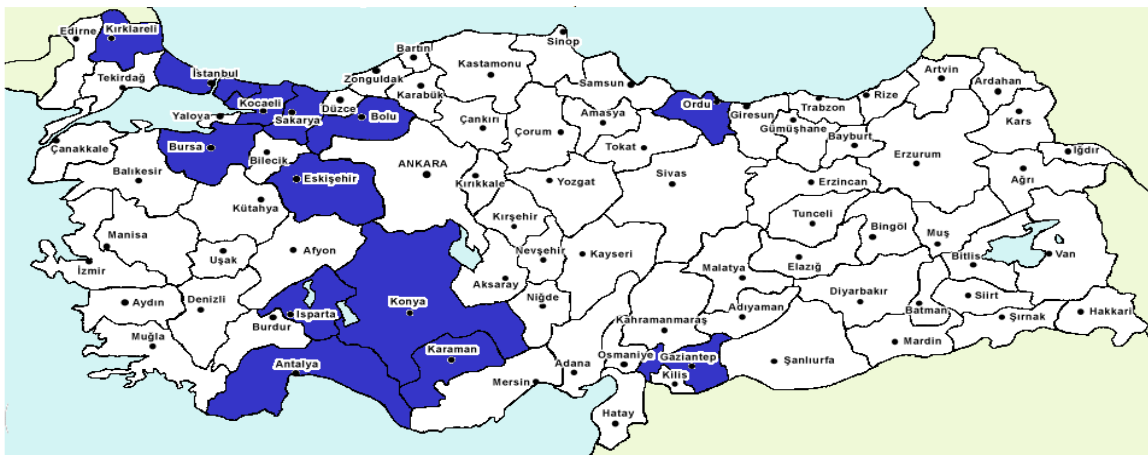 Edirne
Kırklareli
Tekirdağ
İstanbul
Kocaeli
Yalova
Sakarya
Düzce
Bolu
Zonguldak
Bartın
Karabük
Kastamonu
Sinop
Çankırı
Samsun
Amasya
Çorum
Tokat
Ordu
Giresun
Gümüşhane
Trabzon
Rize
Bayburt
Artvin
Ardahan
Kars
Iğdır
Ağrı
Erzurum
Erzincan
Çanakkale
Balıkesir
Bursa
Bilecik
Eskişehir
Kütahya
ANKARA
Kırıkkale
Yozgat
Sivas
Kırşehir
Nevşehir
Kayseri
Aksaray
Niğde
Manisa
İzmir
Uşak
Afyon
Aydın
Denizli
Muğla
Burdur
Isparta
Antalya
Konya
Karaman
Mersin
Adana
Osmaniye
Hatay
Kilis
Gaziantep
Kahramanmaraş
Malatya
Adıyaman
Şanlıurfa
Tunceli
Elazığ
Bingöl
Muş
Bitlis
Van
Diyarbakır
Batman
Siirt
Şırnak
Hakkari
Mardin